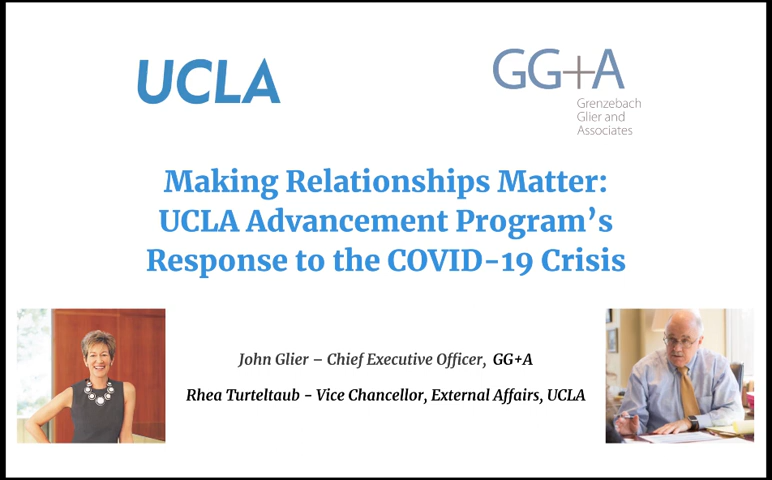 UCLA
GG+A
Grenzebach
Glier and
Associates
Making Relationships Matter:
UCLA Advancement Program’s
Response to the COVID-19 Crisis
John Glier – Chief Executive Officer, GG+A
Rhea Turteltaub - Vice Chancellor, External Affairs, UCLA